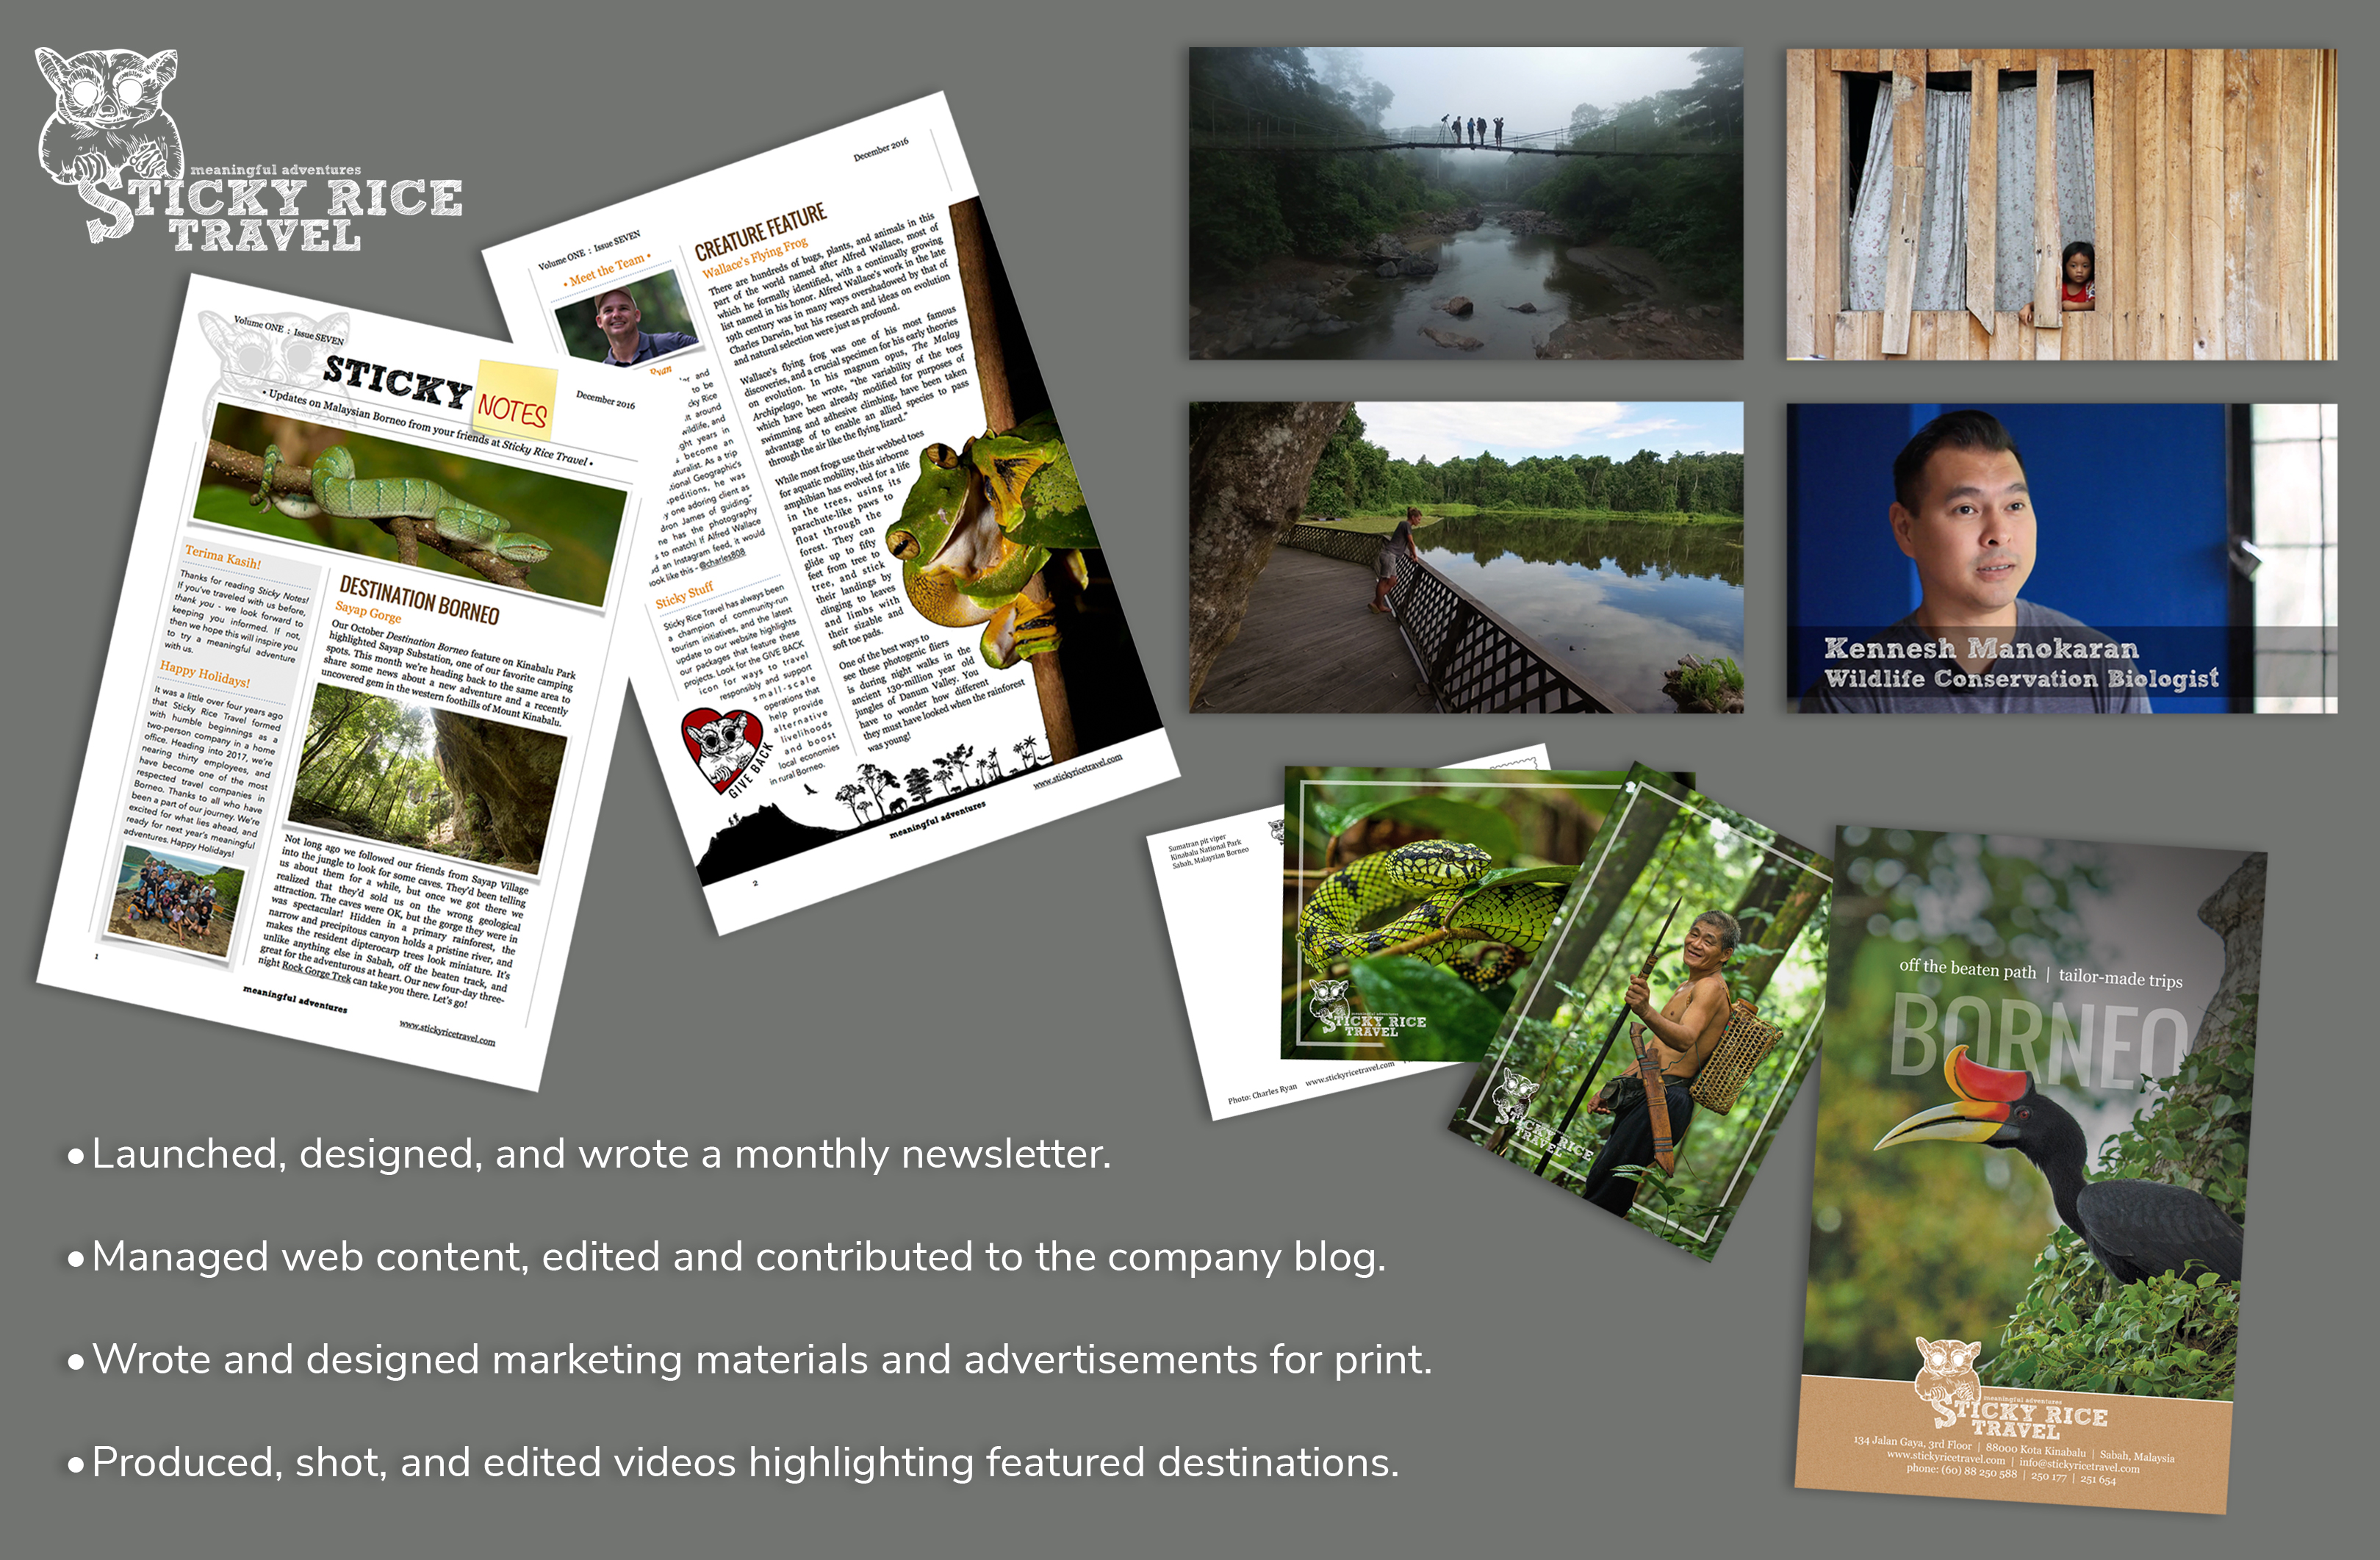 meaningful adventures
STICKY RICE
TRAVEL
Volume ONE : Issue SEVEN
December 2016
STICKY NOTES
• Updates on Malaysian Borneo from your friends at Sticky Rice Travel •
Terima Kasih!
Thanks for reading Sticky Notes!
If you've traveled with us before,
thank you - we look forward to
keeping you informed. If not,
then we hope this will inspire you
to try a meaningful adventure
with us.
Happy Holidays!
It was a little over four years ago
that Sticky Rice Travel formed
with humble beginnings as a
two-person company in a home
office. Heading into 2017, we're
nearing thirty employees, and
have become one of the most
respected travel companies in
Borneo. Thanks to all who have
been a part of our journey. We're
excited for what lies ahead, and
ready for next year's meaningful
adventures. Happy Holidays!
DESTINATION BORNEO
Sayap Gorge
Our October Destination Borneo feature on Kinabalu Park
highlighted Sayap Substation, one of our favorite camping
spots. This month we're heading back to the same area to
share some news about a new adventure and a recently
uncovered gem in the western foothills of Mount Kinabalu.
Not long ago we followed our friends from Sayap Village
into the jungle to look for some caves. They'd been telling
us about them for a while, but once we got there we
realized that they'd sold us on the wrong geological
attraction. The caves were OK, but the gorge they were in
was spectacular! Hidden in a primary rainforest, the
narrow and precipitous canyon holds a pristine river, and
makes the resident dipterocarp trees look miniature. It's
unlike anything else in Sabah, off the beaten track, and
great for the adventurous at heart. Our new four-day three-
night Rock Gorge Trek can take you there. Let's go!
1
meaningful adventures
www.stickyricetravel.com
Volume ONE : Issue SEVEN
December 2016
• Meet the Team •
Ryan
and
to be
cky Rice
around
wildlife, and
ght years in
become an
aturalist. As a trip
tional Geographic's
peditions, he was
y one adoring client as
dron James of guiding."
ne has the photography
s to match! If Alfred Wallace
d an Instagram feed, it would
ook like this - @charles808
Sticky Stuff
Sticky Rice Travel has always been
a champion of community-run
tourism initiatives, and the latest
update to our website highlights
our packages that feature these
projects. Look for the GIVE BACK
icon for ways to travel
responsibly and support
small-scale
operations that
help provide
alternative
livelihoods
and boost
local economies
in rural Borneo.
GIVE BACK
CREATURE FEATURE
Wallace's Flying Frog
There are hundreds of bugs, plants, and animals in this
part of the world named after Alfred Wallace, most of
which he formally identified, with a continually growing
list named in his honor. Alfred Wallace's work in the late
19th century was in many ways overshadowed by that of
Charles Darwin, but his research and ideas on evolution
and natural selection were just as profound.
Wallace's flying frog was one of his most famous
discoveries, and a crucial specimen for his early theories
on evolution. In his magnum opus, The Malay
Archipelago, he wrote, "the variability of the toes
which have been already modified for purposes of
swimming and adhesive climbing, have been taken
advantage of to enable an allied species to pass
through the air like the flying lizard."
While most frogs use their webbed toes
for aquatic mobility, this airborne
amphibian has evolved for a life
in the trees, using its
parachute-like paws to
float through the
forest. They can
glide up to fifty
feet from tree to
tree, and stick
their landings by
clinging to leaves
and limbs with
their sizable and
soft toe pads.
One of the best ways to
see these photogenic fliers
is during night walks in the
ancient 130-million year old
jungles of Danum Valley. You
have to wonder how different
they must have looked when the rainforest
was young!
2
meaningful adventures
www.stickyricetravel.com
Kennesh Manokaran
Wildlife Conservation Biologist
Sumatran pit viper
Kinabalu National Park
Sabah, Malaysian Borneo
Photo: Charles Ryan www.stickyricetravel.com
meaningful adventures
STICKY RICE
TRAVEL
STICKY RICE
TRAVEL
off the beaten path | tailor-made trips
BORNEO
meaningful adventures
STICKY RICE
TRAVEL
134 Jalan Gaya, 3rd Floor | 88000 Kota Kinabalu | Sabah, Malaysia
www.stickyricetravel.com | info@stickyricetravel.com
phone: (60) 88 250 588 | 250 177 | 251 654
• Launched, designed, and wrote a monthly newsletter.
• Managed web content, edited and contributed to the company blog.
• Wrote and designed marketing materials and advertisements for print.
• Produced, shot, and edited videos highlighting featured destinations.